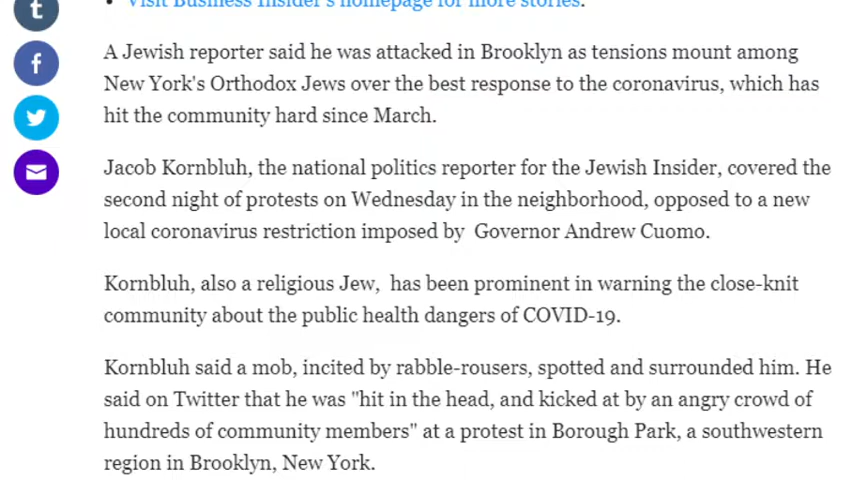 Visit Business Insider's homepage for more stories.
A Jewish reporter said he was attacked in Brooklyn as tensions mount among
New York's Orthodox Jews over the best response to the coronavirus, which has
hit the community hard since March.
Jacob Kornbluh, the national politics reporter for the Jewish Insider, covered the
second night of protests on Wednesday in the neighborhood, opposed to a new
local coronavirus restriction imposed by  Governor Andrew Cuomo.
Kornbluh, also a religious Jew,  has been prominent in warning the close-knit
community about the public health dangers of COVID-19.
Kornbluh said a mob, incited by rabble-rousers, spotted and surrounded him. He
said on Twitter that he was "hit in the head, and kicked at by an angry crowd of
hundreds of community members" at a protest in Borough Park, a southwestern
region in Brooklyn, New York.